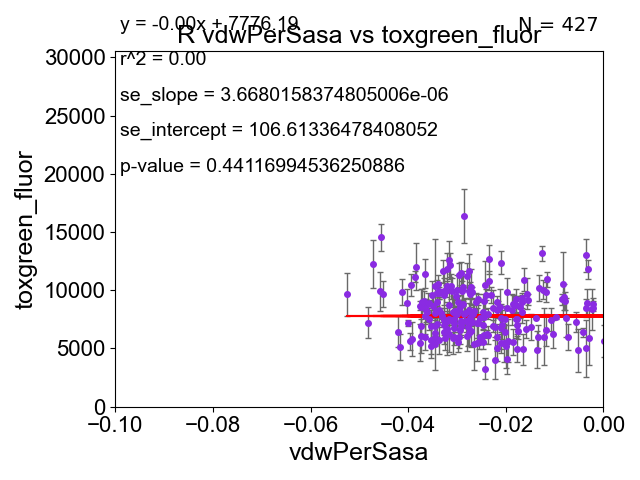 y = -0.00x + 7776.19
N = 427
R vdwPerSasa vs toxgreen_fluor
r^2 = 0.00
se_slope = 3.6680158374805006e-06
se_intercept = 106.61336478408052
p-value = 0.44116994536250886
30000
25000
20000
15000
10000
5000
0
toxgreen_fluor
−0.10
−0.08
−0.06
−0.04
−0.02
0.00
vdwPerSasa